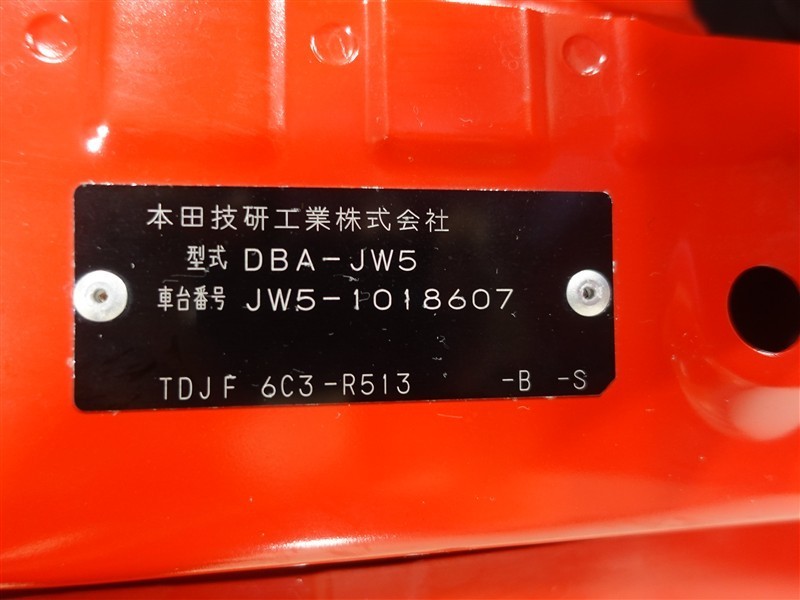 本田技研工業株式会社
型式 DBA-JW5
車台番号 JW5-1018607
TDJF 6C3-R513 -B -S